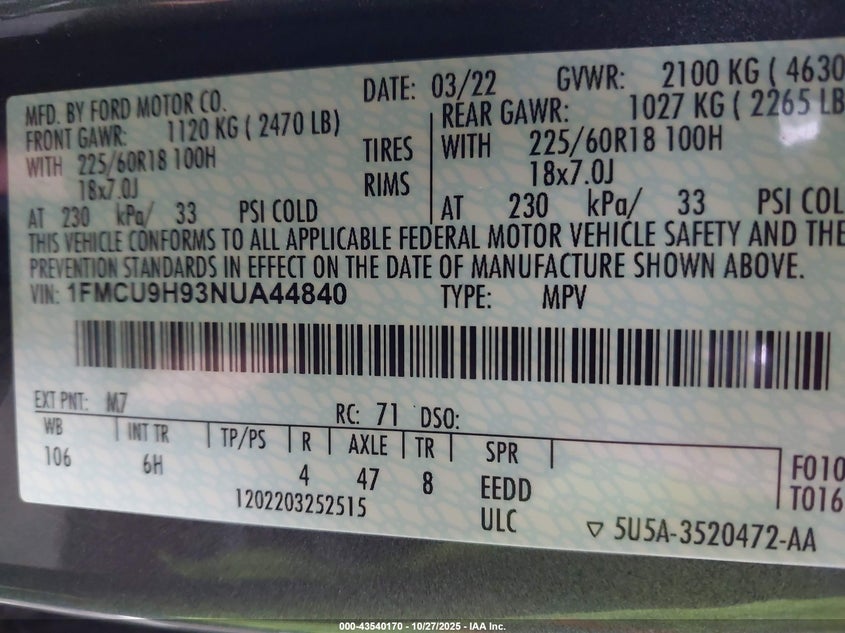 MFD. BY FORD MOTOR CO. DATE: 03/22 GVWR: 2100 KG ( 4630
FRONT GAWR: 1120 KG ( 2470 LB) REAR GAWR: 1027 KG ( 2265 LB
WITH 225/60R18 100H TIRES WITH 225/60R18 100H
18x7.0J RIMS 18x7.0J
AT 230 kPa/ 33 PSI COLD AT 230 kPa/ 33 PSI COL
THIS VEHICLE CONFORMS TO ALL APPLICABLE FEDERAL MOTOR VEHICLE SAFETY AND THE
PREVENTION STANDARDS IN EFFECT ON THE DATE OF MANUFACTURE SHOWN ABOVE.
VIN: 1FMCU9H93NUA44840 TYPE: MPV
EXT PNT: M7 RC: 71 DSO:
WB INT TR TP/PS R AXLE TR SPR
106 6H 4 47 8 EEDD F010
1202203252515 ULC T016
5U5A-3520472-AA
000-43540170 - 10/27/2025 - IAA Inc.